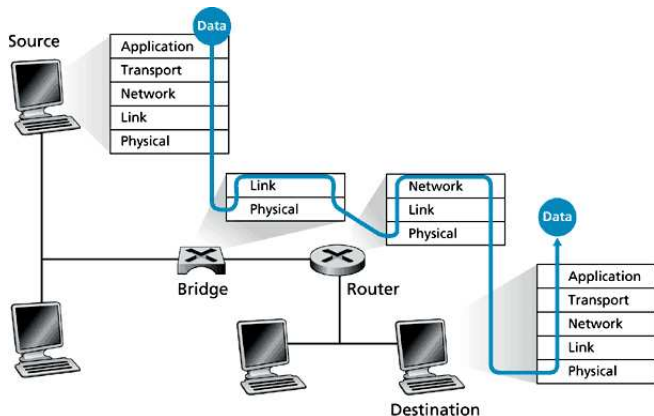 Data
Source
Application
Transport
Network
Link
Physical
Link
Physical
Network
Link
Physical
Data
Bridge
Router
Application
Transport
Network
Link
Physical
Destination